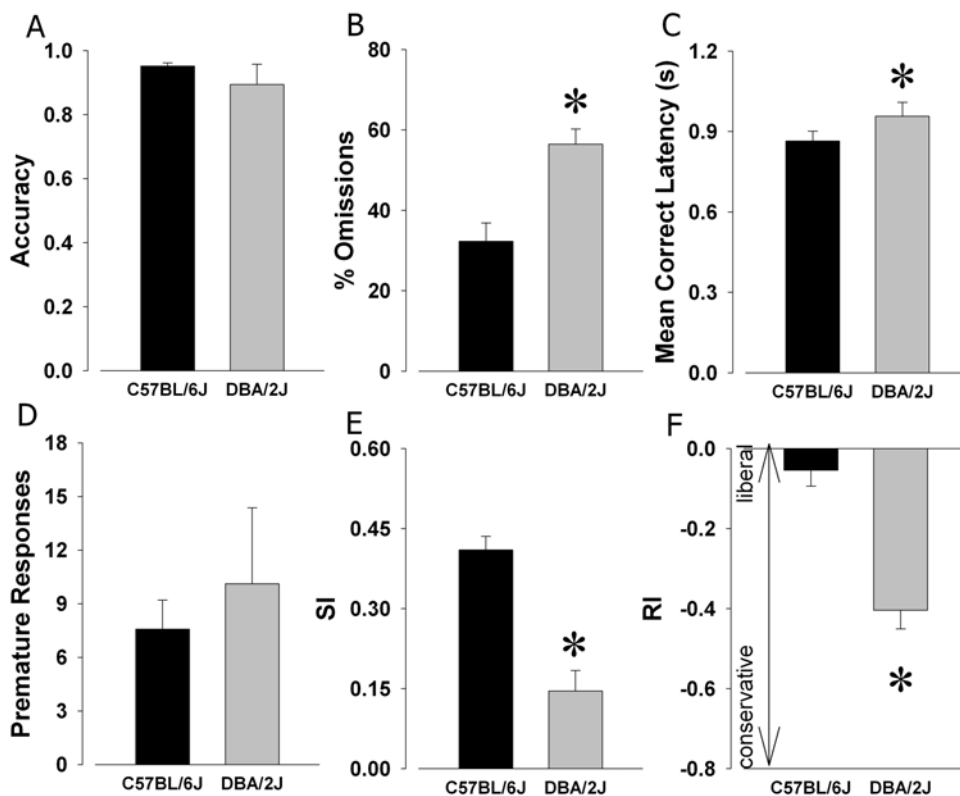 A
Accuracy
1.0
0.8
0.6
0.4
0.2
0.0
C57BL/6J DBA/2J
B
% Omissions
80
60
40
20
0
*
C57BL/6J DBA/2J
C
Mean Correct Latency (s)
1.2
0.9
0.6
0.3
0.0
*
C57BL/6J DBA/2J
D
Premature Responses
18
15
12
9
6
3
0
C57BL/6J DBA/2J
E
SI
0.60
0.45
0.30
0.15
0.00
*
C57BL/6J DBA/2J
F
RI
0.0
-0.2
-0.4
-0.6
-0.8
liberal
conservative
*
C57BL/6J DBA/2J